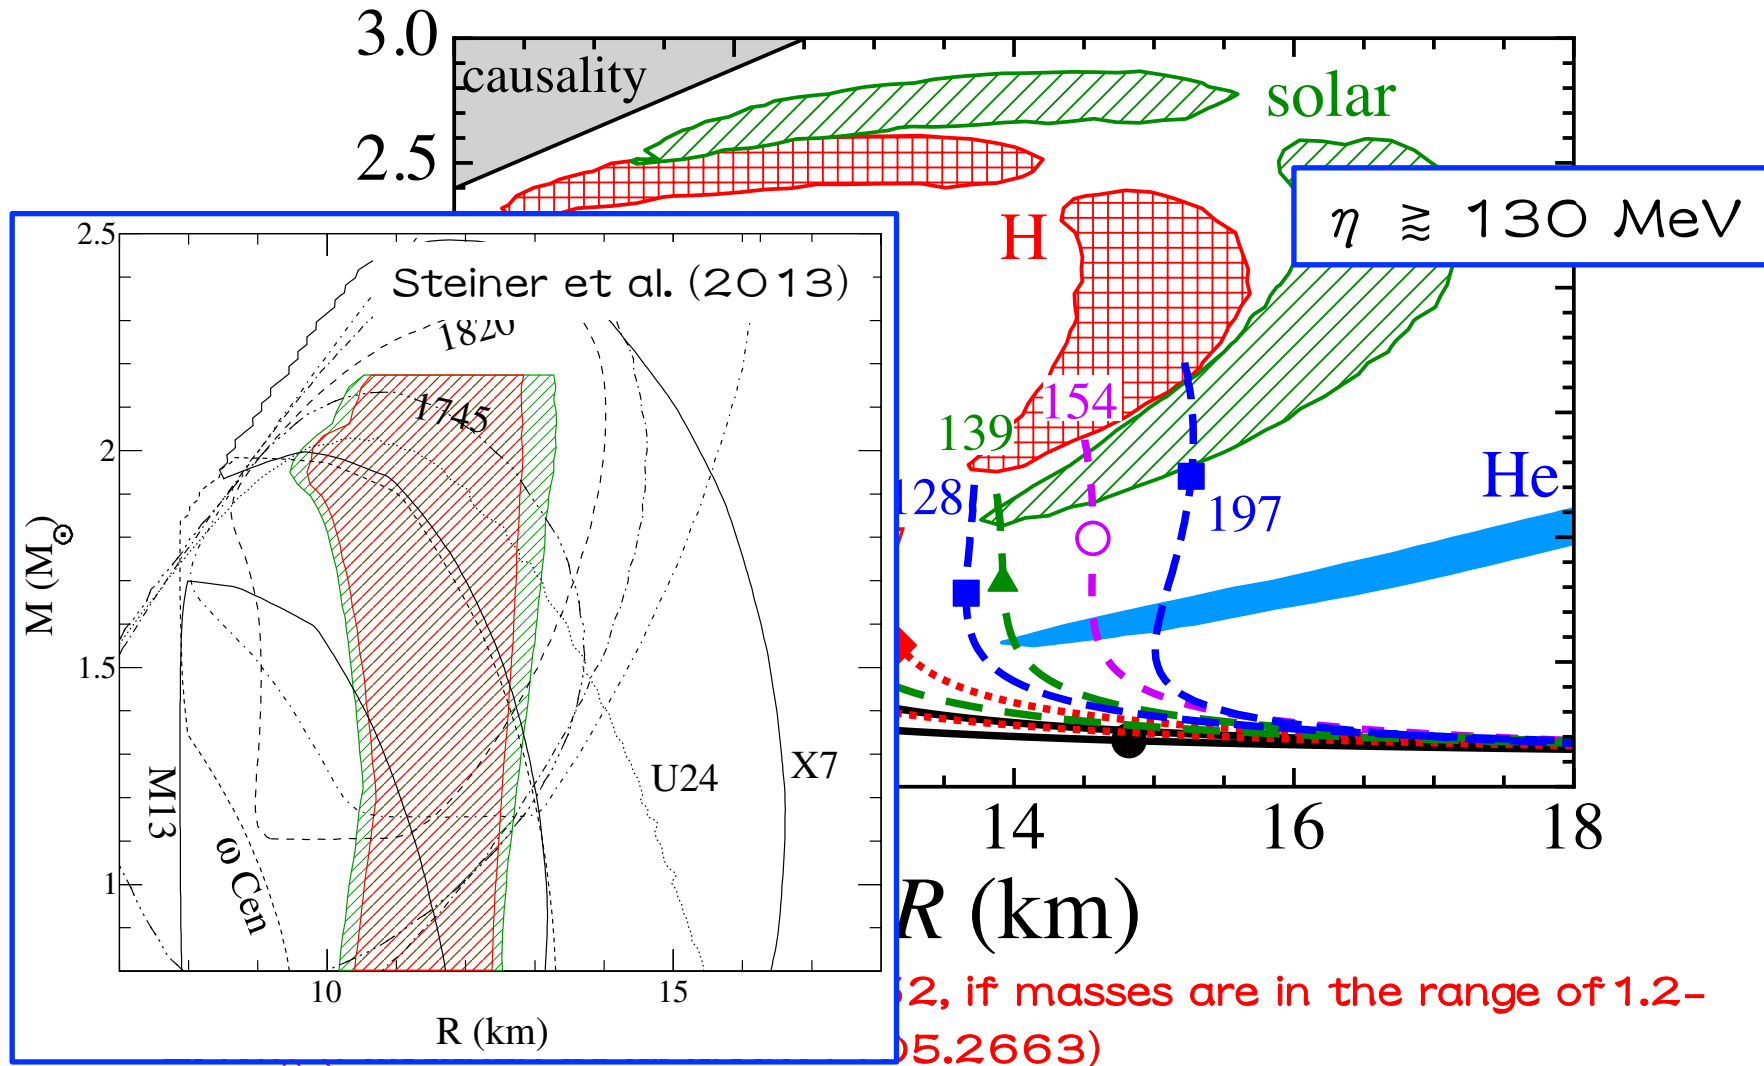 3.0
causality
solar
2.5
η ⪆ 130 MeV
H
2.5
Steiner et al. (2013)
1820
1745
154
139
2
He
128
197
M (M⊙)
1.5
M13
U24
X7
ω Cen
1
14
16
18
10
15
R (km)
R (km)
2, if masses are in the range of 1.2-
05.2663)